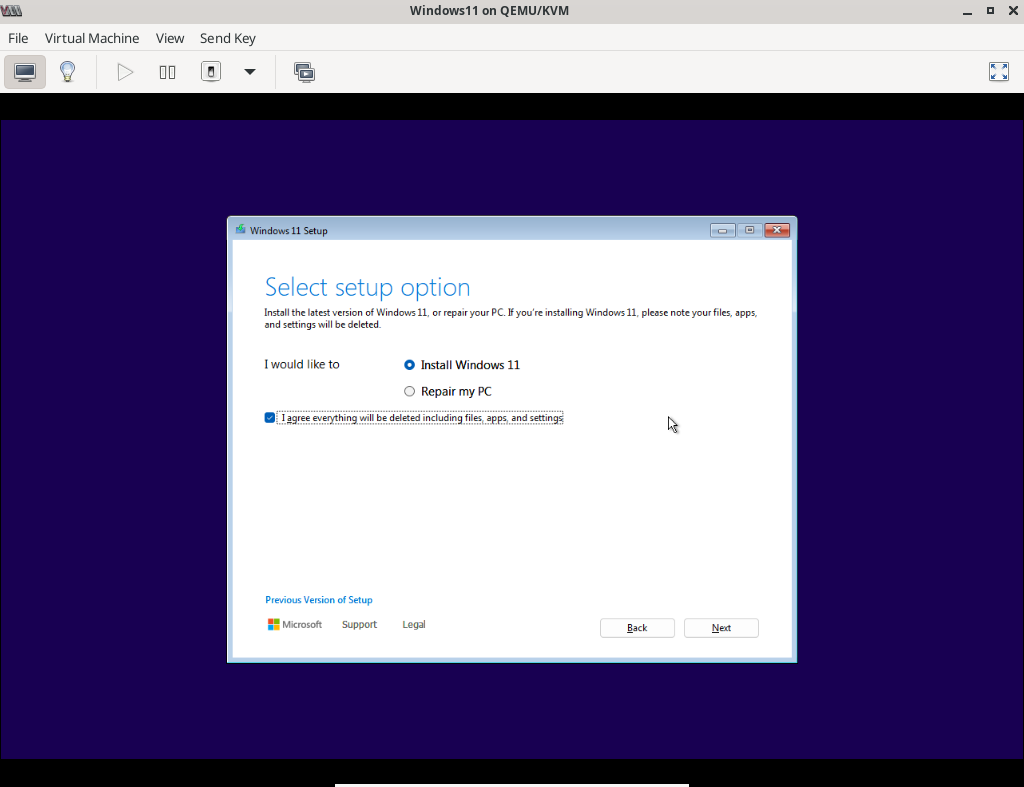 Windows11 on QEMU/KVM
File Virtual Machine View Send Key
Windows 11 Setup
Select setup option
Install the latest version of Windows 11, or repair your PC. If you're installing Windows 11, please note your files, apps,
and settings will be deleted.
I would like to
Install Windows 11
Repair my PC
I agree everything will be deleted including files, apps, and settings
Previous Version of Setup
Microsoft Support Legal
Back Next